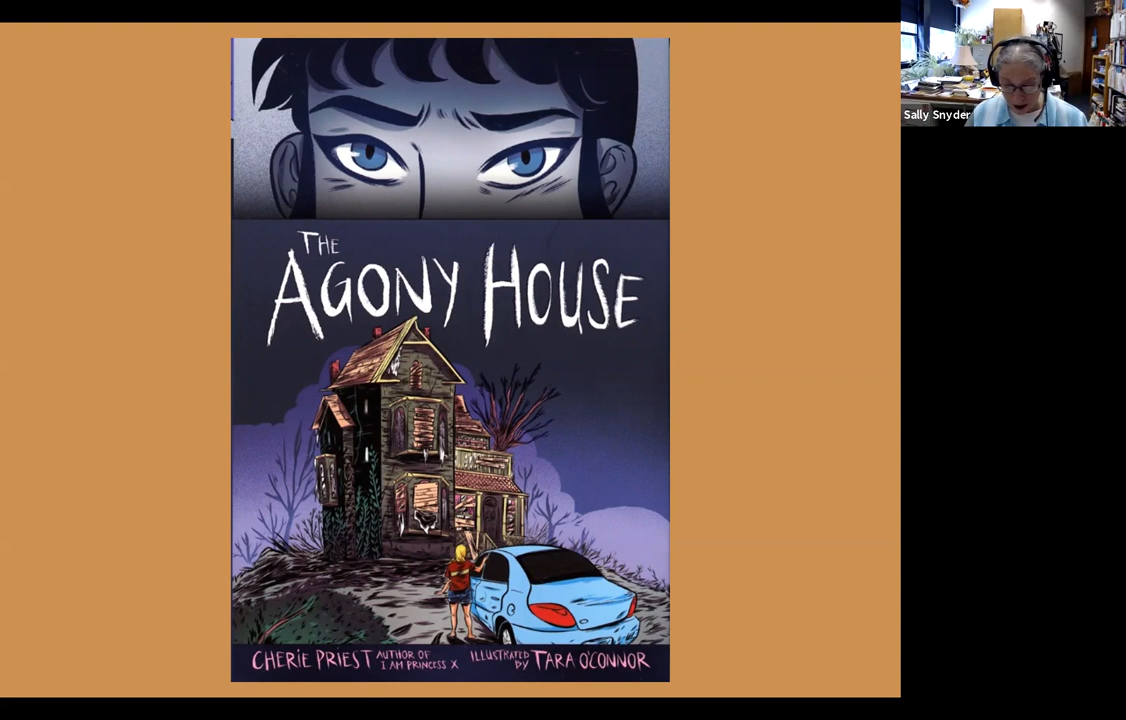 Sally Snyder
THE
AGONY HOUSE
CHERIE PRIEST AUTHOR OF I AM PRINCESS X ILLUSTRATED BY TARA O'CONNOR